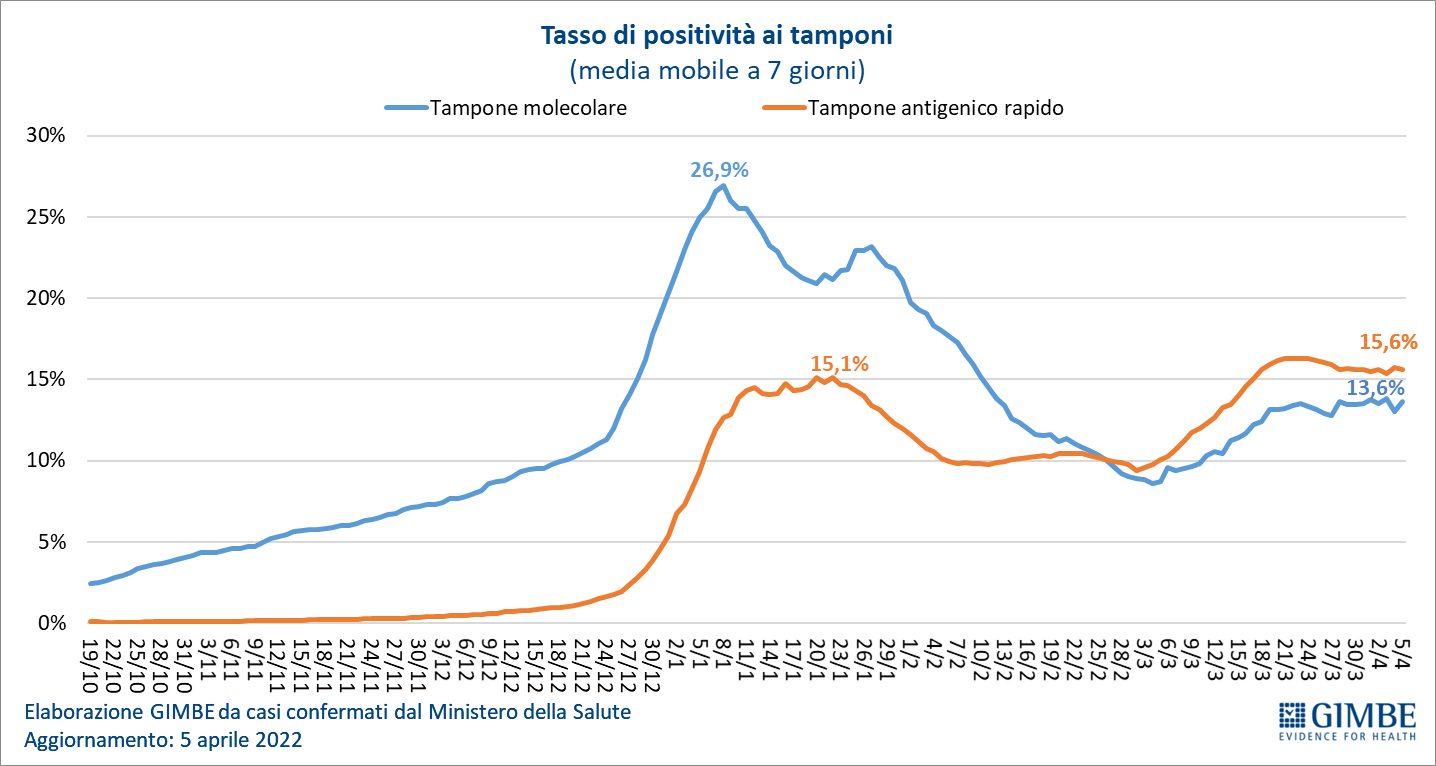 Tasso di positività ai tamponi
(media mobile a 7 giorni)
Tampone molecolare Tampone antigenico rapido
30%
25%
20%
15%
10%
5%
0%
26,9%
15,1%
15,6%
13,6%
19/10 22/10 25/10 28/10 31/10 3/11 6/11 9/11 12/11 15/11 18/11 21/11 24/11 27/11 30/11 3/12 6/12 9/12 12/12 15/12 18/12 21/12 24/12 27/12 30/12 2/1 5/1 8/1 11/1 14/1 17/1 20/1 23/1 26/1 29/1 1/2 4/2 7/2 10/2 13/2 16/2 19/2 22/2 25/2 28/2 3/3 6/3 9/3 12/3 15/3 18/3 21/3 24/3 27/3 30/3 2/4 5/4
Elaborazione GIMBE da casi confermati dal Ministero della Salute
Aggiornamento: 5 aprile 2022
GIMBE
EVIDENCE FOR HEALTH